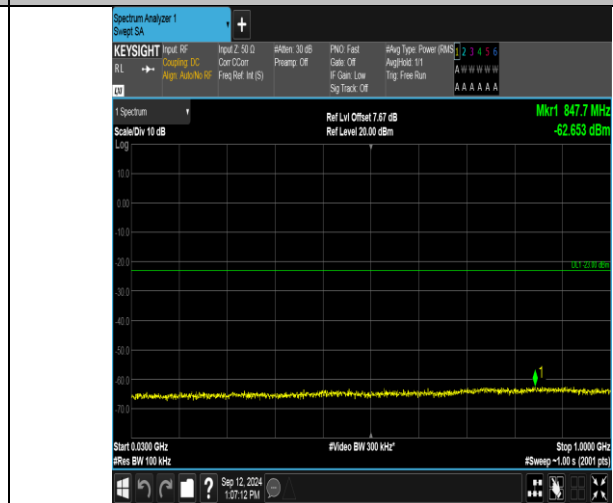 Spectrum Analyzer 1
Swept SA
+
KEYSIGHT
RL
Input: RF
Coupling: DC
Align: Auto/No RF
Input Z: 50 Ω
Corr CCorr
Freq Ref: Int (S)
#Atten: 30 dB
Preamp: Off
PNO: Fast
Gate: Off
IF Gain: Low
Sig Track: Off
#Avg Type: Power (RMS
Avg|Hold: 1/1
Trig: Free Run
1 2 3 4 5 6
A W W W W W
A A A A A A
1 Spectrum
Scale/Div 10 dB
Log
Ref Lvl Offset 7.67 dB
Ref Level 20.00 dBm
Mkr1 847.7 MHz
-62.653 dBm
10.0
0.00
-10.0
-20.0
DL1 -23.00 dBm
-30.0
-40.0
-50.0
-60.0
1
-70.0
Start 0.0300 GHz
#Res BW 100 kHz
#Video BW 300 kHz*
Stop 1.0000 GHz
#Sweep ~1.00 s (2001 pts)
?
Sep 12, 2024
1:07:12 PM